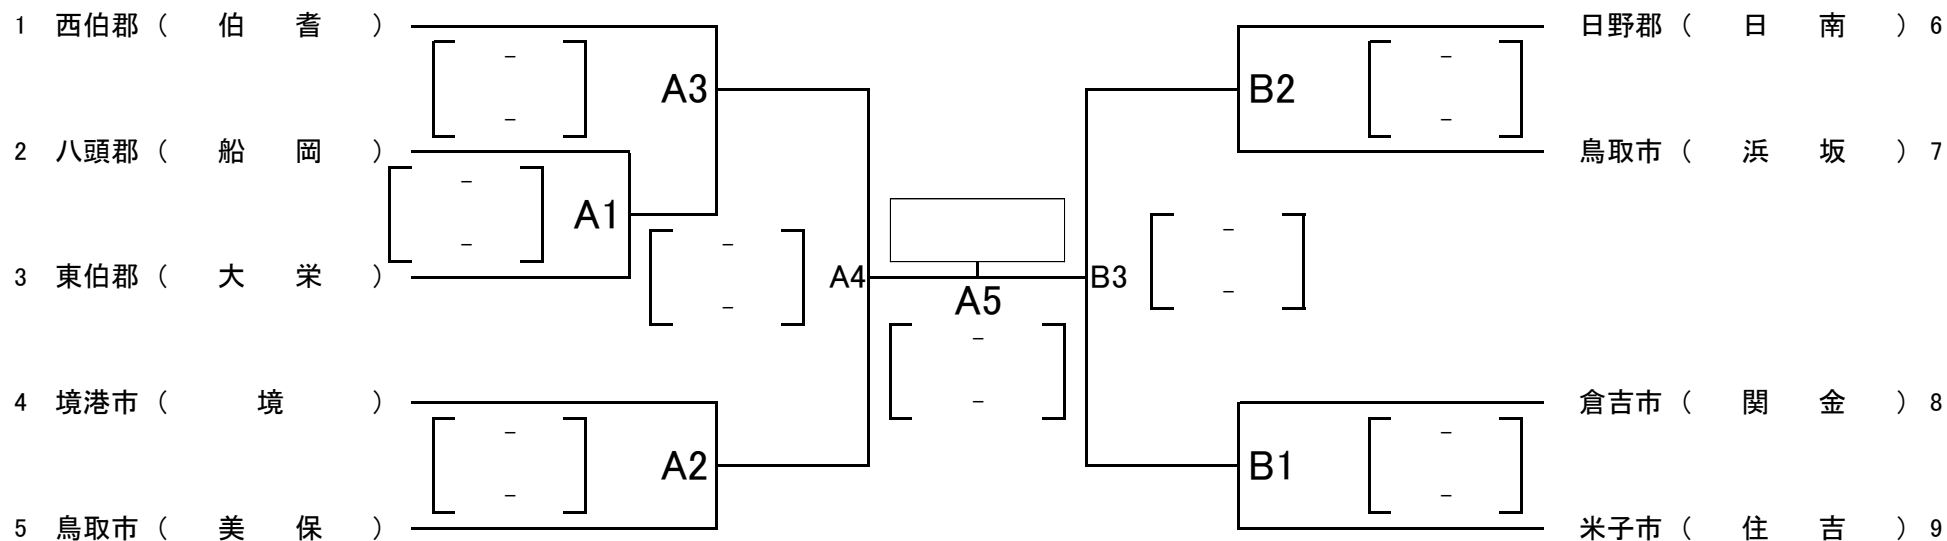 1 西伯郡（ 伯 耆 ）
日野郡（ 日 南 ）6
- -
A3 B2
- -
2 八頭郡（ 船 岡 ）
鳥取市（ 浜 坂 ）7
-
A1
- - -
3 東伯郡（ 大 栄 ）
A4 B3
- -
A5
-
4 境港市（ 境 ）
-
倉吉市（ 関 金 ）8
- -
A2 B1
- -
5 鳥取市（ 美 保 ）
米子市（ 住 吉 ）9